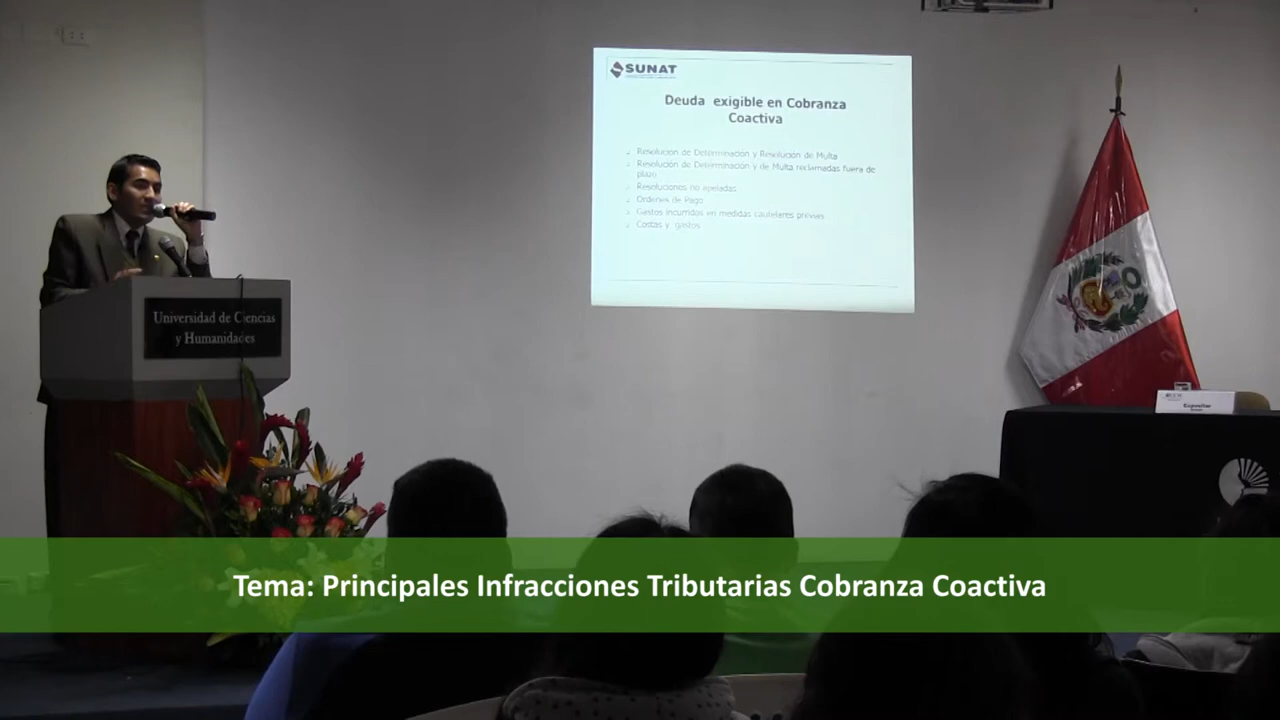 SUNAT
Deuda exigible en Cobranza
Coactiva
Resolución de Determinación y Resolución de Multa
Resolución de Determinación y de Multa reclamadas fuera de
plazo
Resoluciones no apeladas
Ordenes de Pago
Gastos incurridos en medidas cautelares previas
Costas y gastos
Universidad de Ciencias
y Humanidades
Expositor
Tema: Principales Infracciones Tributarias Cobranza Coactiva